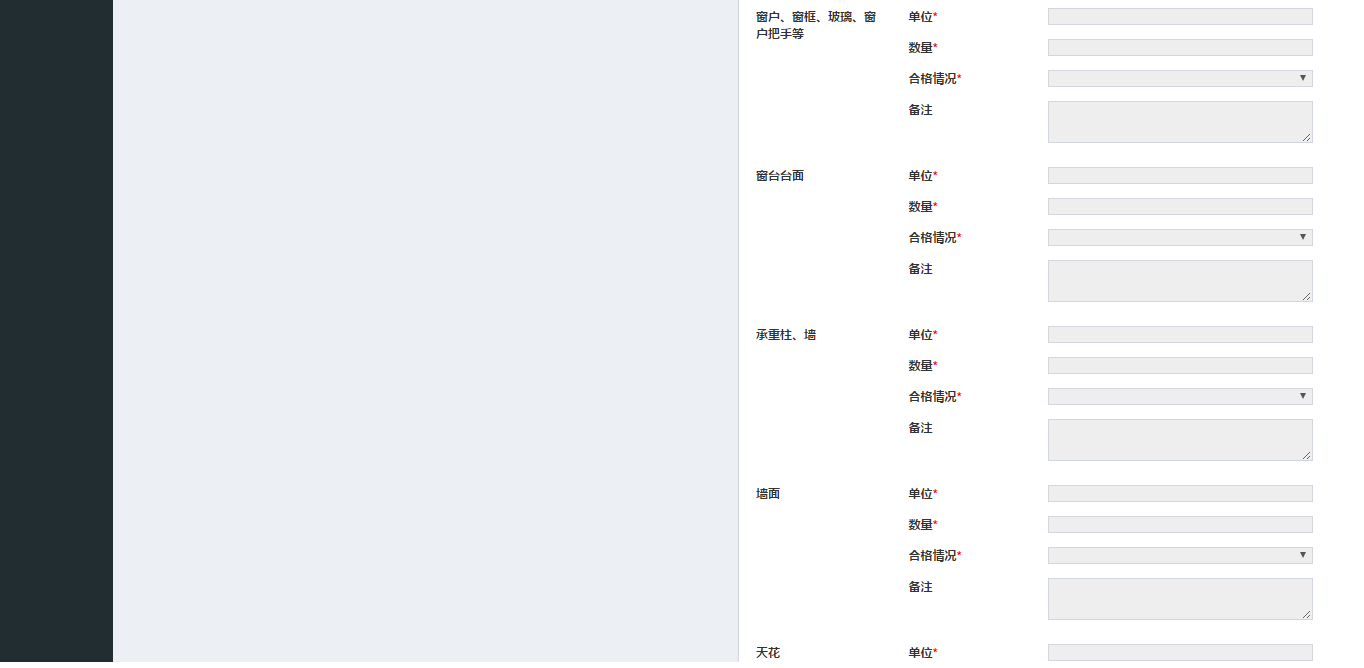 窗户、窗框、玻璃、窗
户把手等
单位*
数量*
合格情况*
备注
窗台台面
单位*
数量*
合格情况*
备注
承重柱、墙
单位*
数量*
合格情况*
备注
墙面
单位*
数量*
合格情况*
备注
天花
单位*